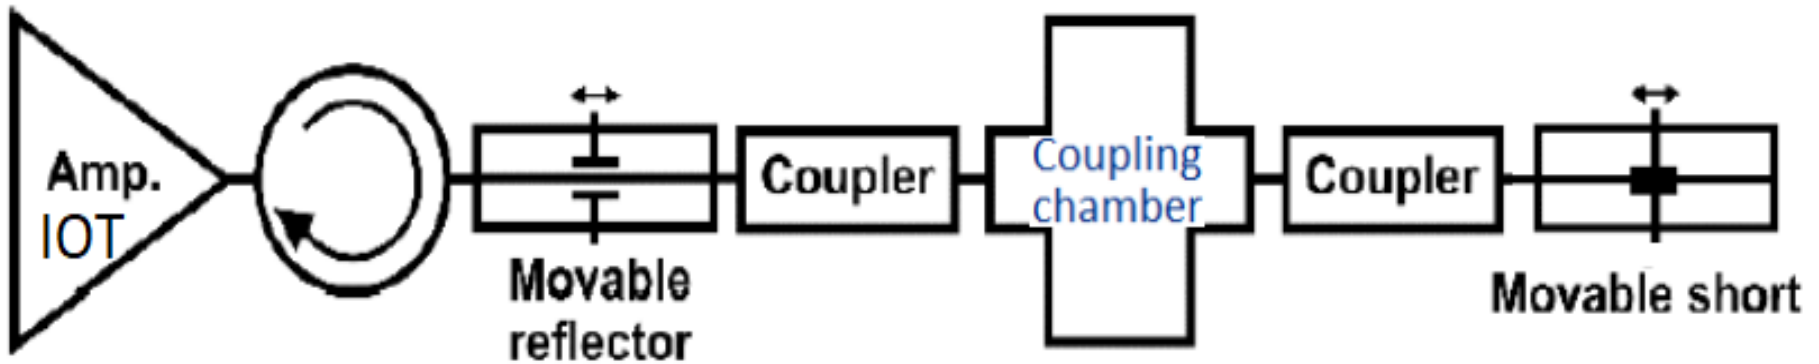 Amp.
IOT
Movable
reflector
Coupler
Coupling
chamber
Coupler
Movable short